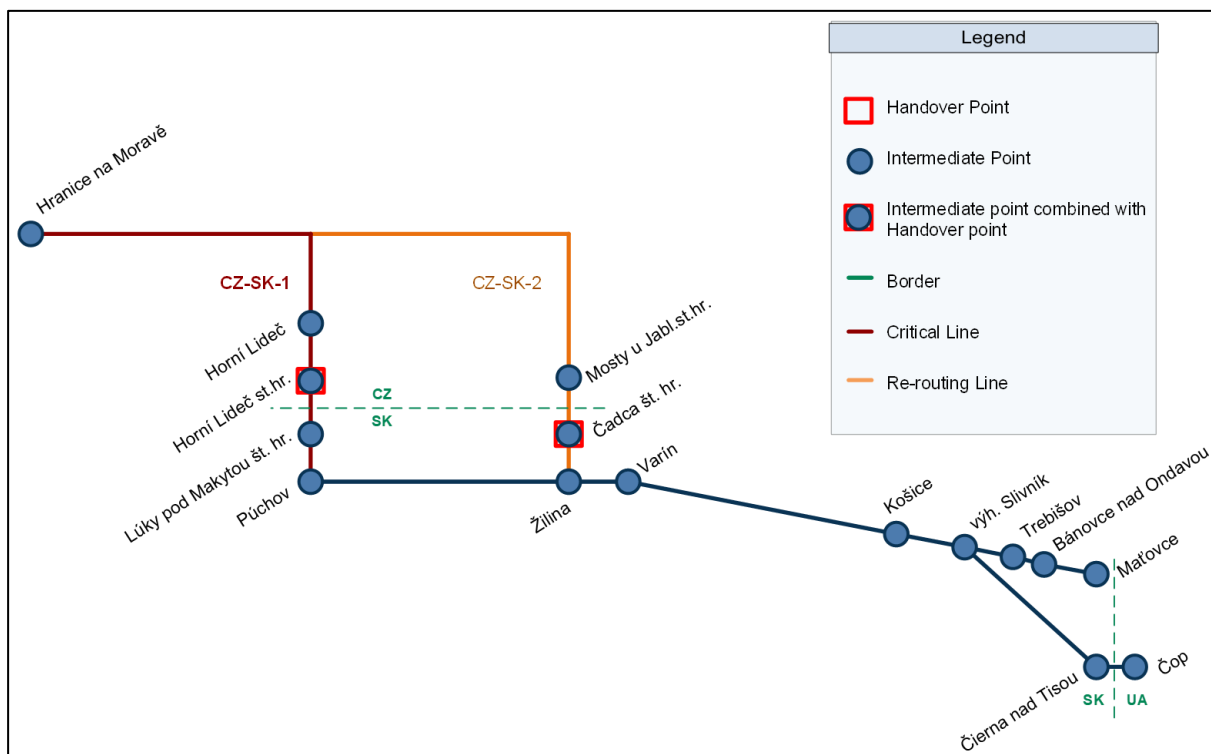 Legend
Handover Point
Intermediate Point
Intermediate point combined with
Handover point
Border
Critical Line
Re-routing Line
Hranice na Moravě
CZ-SK-1
CZ-SK-2
Horní Lideč
Horní Lideč st.hr.
Mosty u Jabl.st.hr.
CZ
SK
Lúky pod Makytou št. hr.
Čadca št. hr.
Púchov
Žilina
Varín
Košice
výh. Slivník
Trebišov
Bánovce nad Ondavou
Maťovce
Čierna nad Tisou
Čop
SK
UA